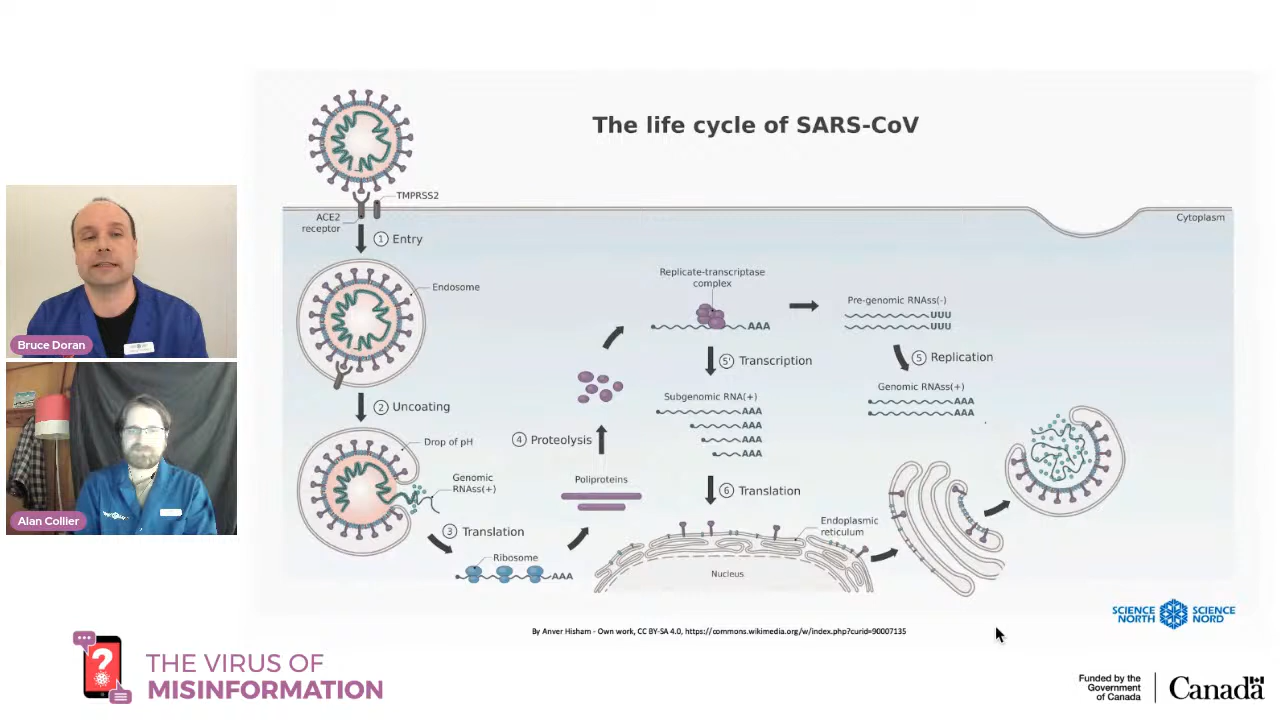 The life cycle of SARS-CoV
TMPRSS2
ACE2
receptor
Cytoplasm
1 Entry
Endosome
2 Uncoating
Drop of pH
Genomic
RNAss(+)
3 Translation
Ribosome
AAA
4 Proteolysis
Poliproteins
Replicate-transcriptase
complex
AAA
5' Transcription
Subgenomic RNA(+)
AAA
AAA
AAA
AAA
6 Translation
Pre-genomic RNAss(-)
UUU
UUU
5 Replication
Genomic RNAss(+)
AAA
AAA
Endoplasmic
reticulum
Nucleus
Bruce Doran
Alan Collier
By Anver Hisham - Own work, CC BY-SA 4.0, https://commons.wikimedia.org/w/index.php?curid=90007135
SCIENCE
NORTH
SCIENCE
NORD
?
THE VIRUS OF
MISINFORMATION
Funded by the
Government
of Canada
Canada